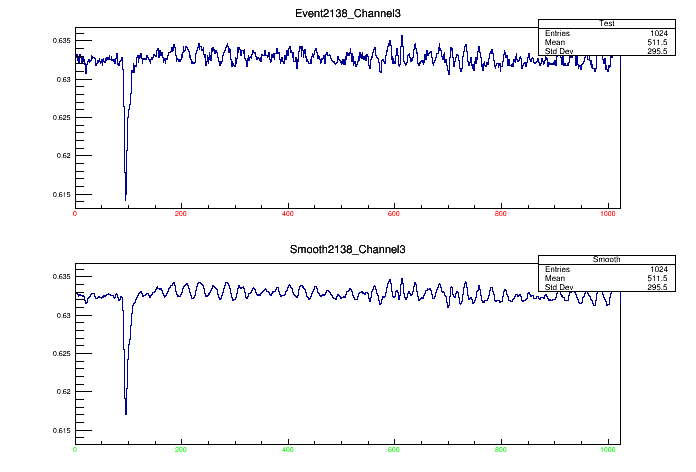 Event2138_Channel3
Test
Entries 1024
Mean 511.5
Std Dev 295.5
0.635
0.63
0.625
0.62
0.615
0 200 400 600 800 1000
Smooth2138_Channel3
Smooth
Entries 1024
Mean 511.5
Std Dev 295.5
0.635
0.63
0.625
0.62
0.615
0 200 400 600 800 1000